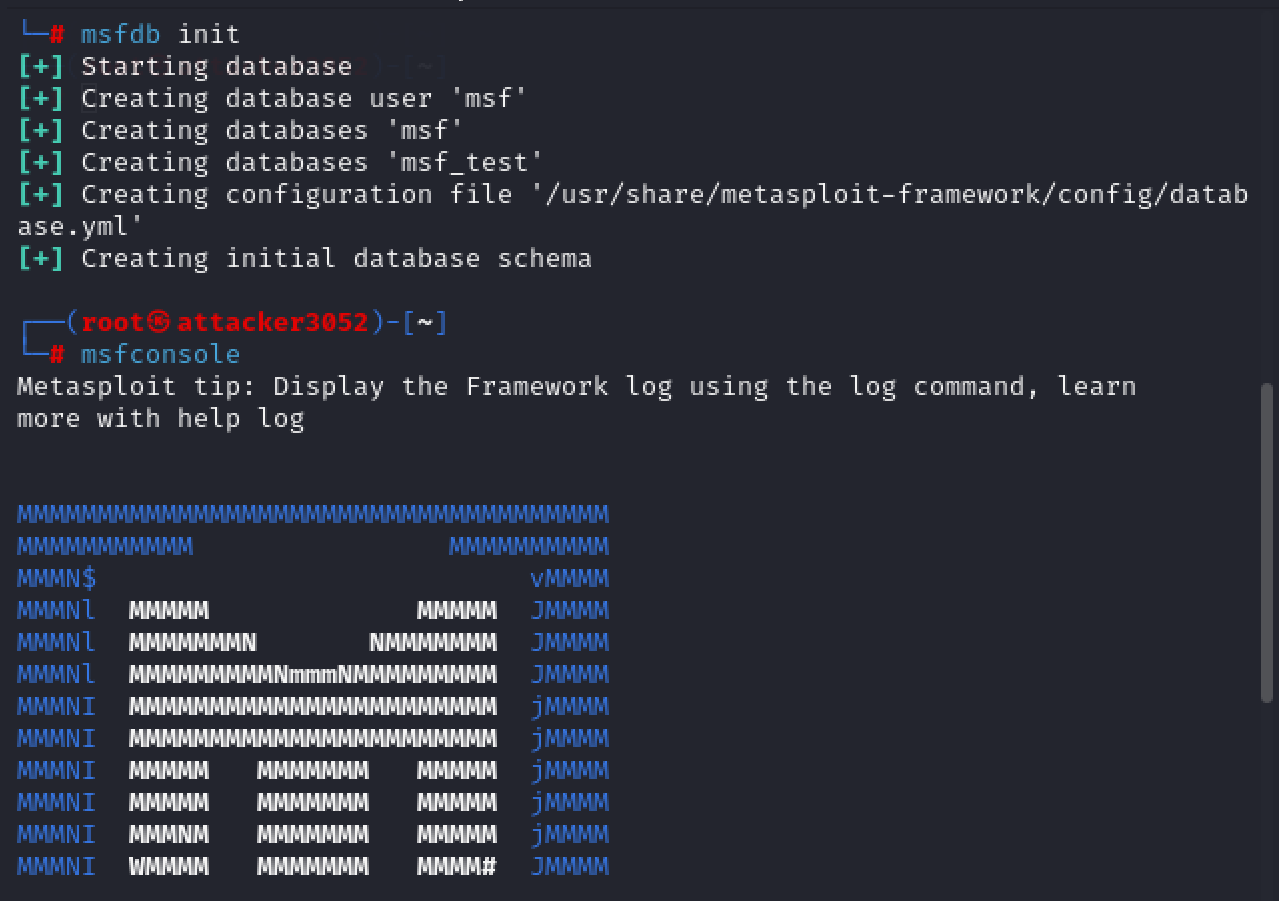 └─# msfdb init
[+] Starting database
[+] Creating database user 'msf'
[+] Creating databases 'msf'
[+] Creating databases 'msf_test'
[+] Creating configuration file '/usr/share/metasploit-framework/config/datab
ase.yml'
[+] Creating initial database schema
┌──(root㉿attacker3052)-[~]
└─# msfconsole
Metasploit tip: Display the Framework log using the log command, learn
more with help log
MMMMMMMMMMMMMMMMMMMMMMMMMMMMMMMMMMMMM
MMMMMMMMMMM                MMMMMMMMMM
MMMN$                           vMMMM
MMMNl  MMMMM             MMMMM  JMMMM
MMMNl  MMMMMMMN       NMMMMMMM  JMMMM
MMMNl  MMMMMMMMMNmmmNMMMMMMMMM  JMMMM
MMMNI  MMMMMMMMMMMMMMMMMMMMMMM  jMMMM
MMMNI  MMMMMMMMMMMMMMMMMMMMMMM  jMMMM
MMMNI  MMMMM   MMMMMMM   MMMMM  jMMMM
MMMNI  MMMMM   MMMMMMM   MMMMM  jMMMM
MMMNI  MMMNM   MMMMMMM   MMMMM  jMMMM
MMMNI  WMMMM   MMMMMMM   MMMM#  JMMMM